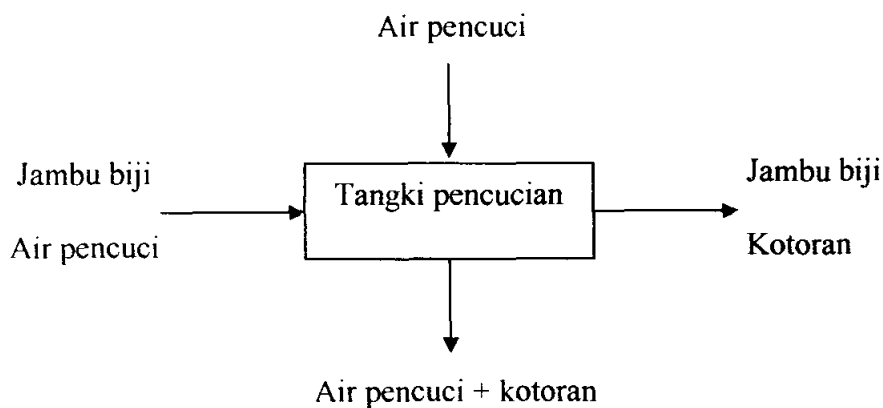 Air pencuci
Jambu biji
Air pencuci
Tangki pencucian
Jambu biji
Kotoran
Air pencuci + kotoran